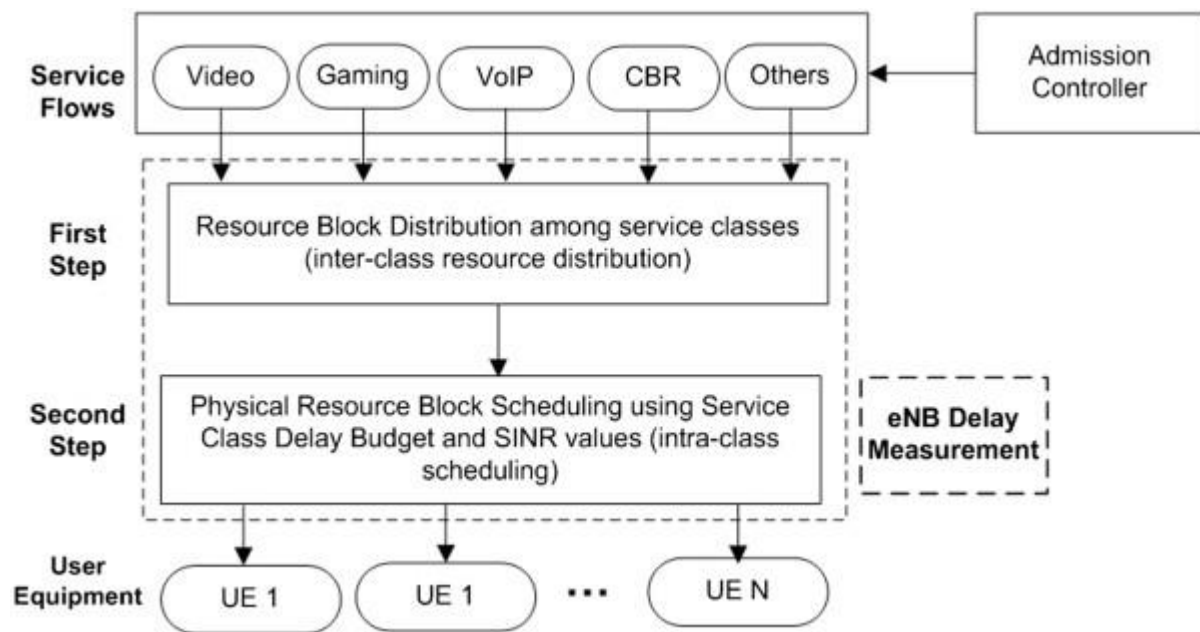 Service
Flows
Video
Gaming
VoIP
CBR
Others
Admission
Controller
First
Step
Resource Block Distribution among service classes
(inter-class resource distribution)
Second
Step
Physical Resource Block Scheduling using Service
Class Delay Budget and SINR values (intra-class
scheduling)
eNB Delay
Measurement
User
Equipment
UE 1
UE 1
...
UE N